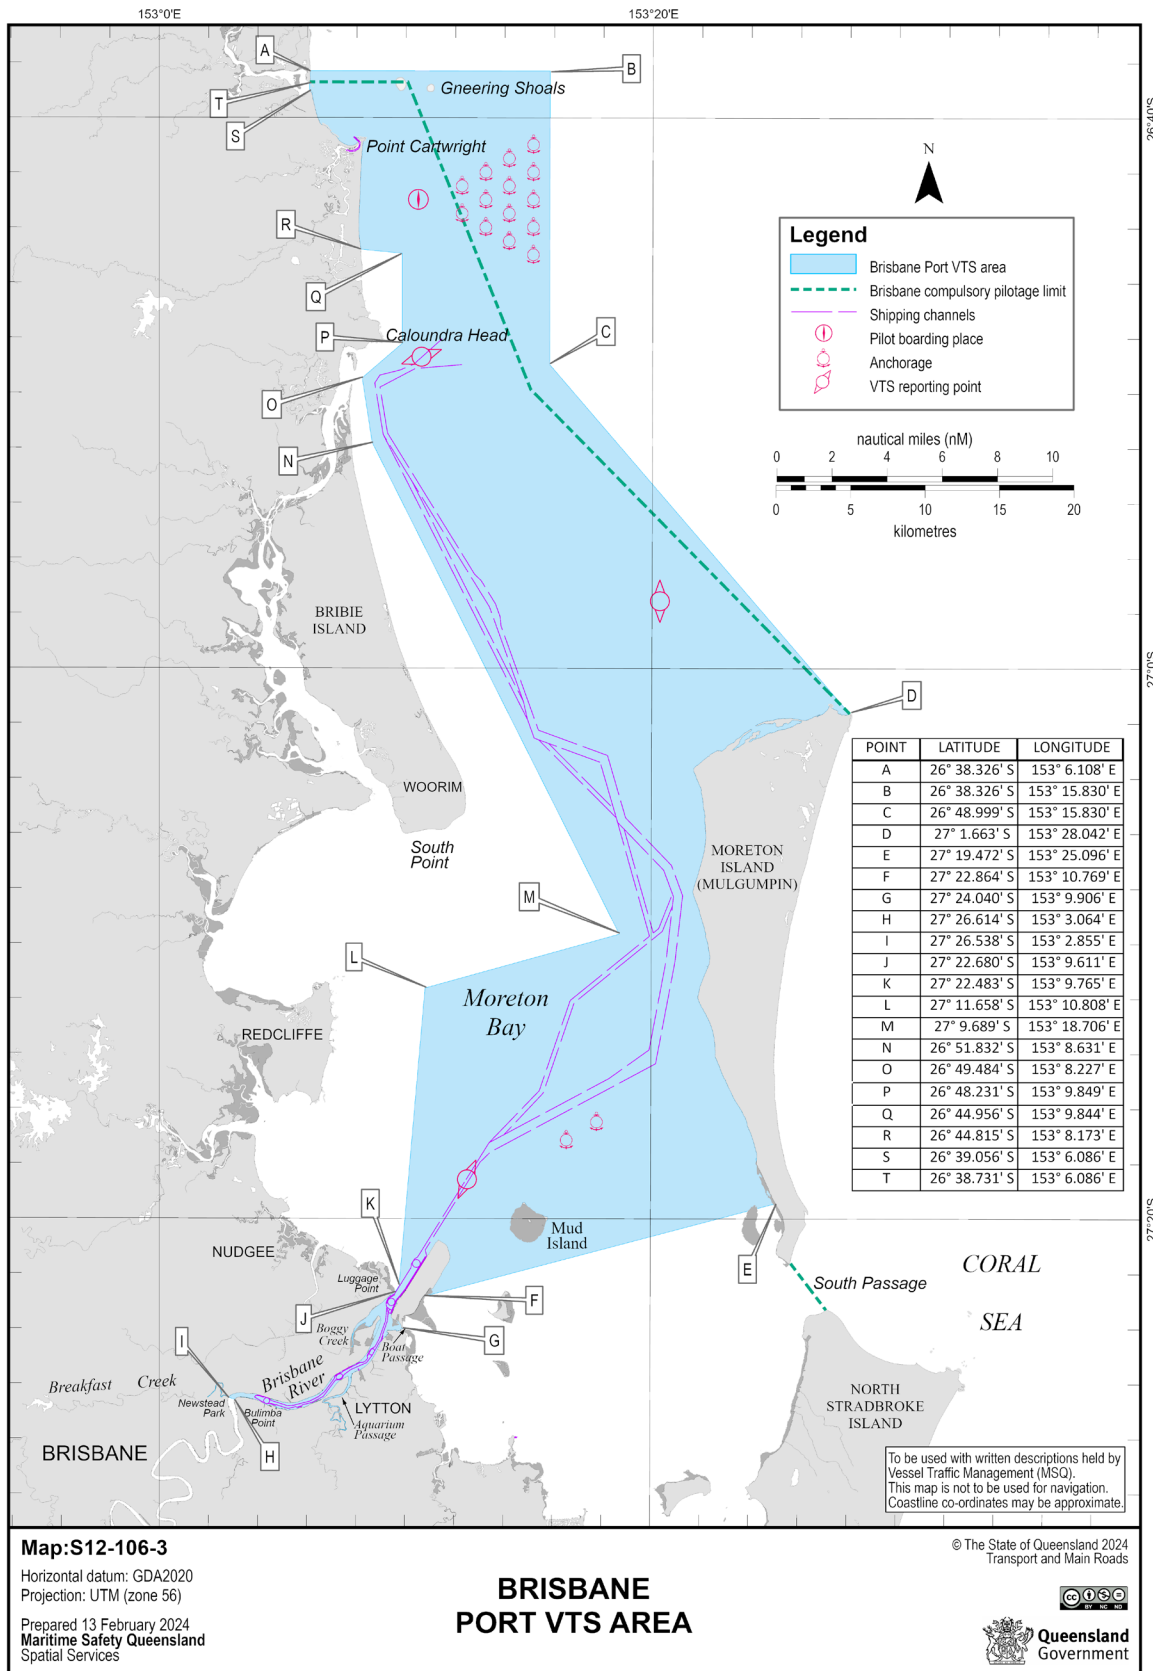 153°0'E
153°20'E
A
B
Gneering Shoals
T
S
26°40'S
Point Cartwright
N
R
Legend
Brisbane Port VTS area
Brisbane compulsory pilotage limit
Shipping channels
Pilot boarding place
Anchorage
VTS reporting point
Q
P
Caloundra Head
C
O
N
nautical miles (nM)
0 2 4 6 8 10
0 5 10 15 20
kilometres
BRIBIE
ISLAND
27°0'S
D
WOORIM
South
Point
MORETON
ISLAND
(MULGUMPIN)
POINT LATITUDE LONGITUDE
A 26° 38.326' S 153° 6.108' E
B 26° 38.326' S 153° 15.830' E
C 26° 48.999' S 153° 15.830' E
D 27° 1.663' S 153° 28.042' E
E 27° 19.472' S 153° 25.096' E
F 27° 22.864' S 153° 10.769' E
G 27° 24.040' S 153° 9.906' E
H 27° 26.614' S 153° 3.064' E
I 27° 26.538' S 153° 2.855' E
J 27° 22.680' S 153° 9.611' E
K 27° 22.483' S 153° 9.765' E
L 27° 11.658' S 153° 10.808' E
M 27° 9.689' S 153° 18.706' E
N 26° 51.832' S 153° 8.631' E
O 26° 49.484' S 153° 8.227' E
P 26° 48.231' S 153° 9.849' E
Q 26° 44.956' S 153° 9.844' E
R 26° 44.815' S 153° 8.173' E
S 26° 39.056' S 153° 6.086' E
T 26° 38.731' S 153° 6.086' E
M
L
Moreton
Bay
REDCLIFFE
K
27°20'S
Mud
Island
NUDGEE
E
CORAL
SEA
Luggage
Point
South Passage
F
J
Boggy
Creek
G
Boat
Passage
I
Brisbane
River
Breakfast Creek
Newstead
Park
Bulimba
Point
LYTTON
Aquarium
Passage
NORTH
STRADBROKE
ISLAND
BRISBANE
H
To be used with written descriptions held by
Vessel Traffic Management (MSQ).
This map is not to be used for navigation.
Coastline co-ordinates may be approximate.
Map:S12-106-3
Horizontal datum: GDA2020
Projection: UTM (zone 56)
Prepared 13 February 2024
Maritime Safety Queensland
Spatial Services
BRISBANE
PORT VTS AREA
© The State of Queensland 2024
Transport and Main Roads
cc
BY NC ND
Queensland
Government